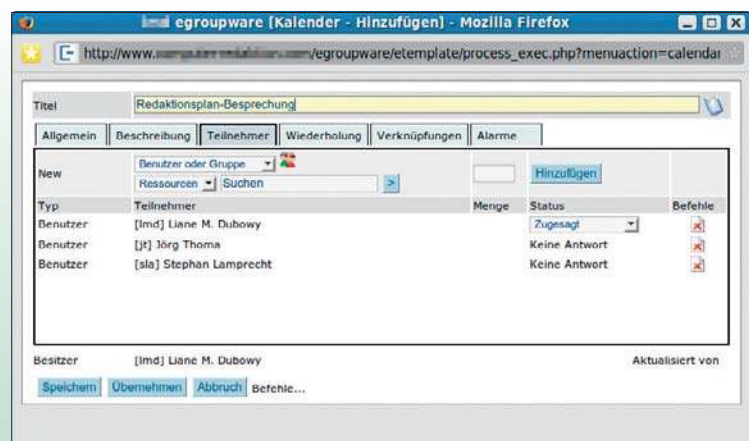 egroupware [Kalender - Hinzufügen] - Mozilla Firefox
http://www. /egroupware/etemplate/process_exec.php?menuaction=calendar
Titel Redaktionsplan-Besprechung
Allgemein Beschreibung Teilnehmer Wiederholung Verknüpfungen Alarme
New Benutzer oder Gruppe
Ressourcen Suchen > Hinzufügen
Typ Teilnehmer Menge Status Befehle
Benutzer [lmd] Liane M. Dubowy Zugesagt
Benutzer [jt] Jörg Thoma Keine Antwort
Benutzer [sla] Stephan Lamprecht Keine Antwort
Besitzer [lmd] Liane M. Dubowy Aktualisiert von
Speichern Übernehmen Abbruch Befehle...